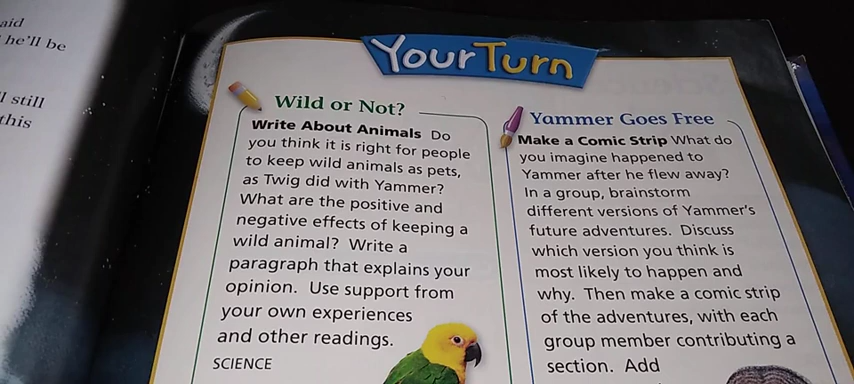 aid
he'll be
still
this
Your Turn
Wild or Not?
Write About Animals Do
you think it is right for people
to keep wild animals as pets,
as Twig did with Yammer?
What are the positive and
negative effects of keeping a
wild animal? Write a
paragraph that explains your
opinion. Use support from
your own experiences
and other readings.
SCIENCE
Yammer Goes Free
Make a Comic Strip What do
you imagine happened to
Yammer after he flew away?
In a group, brainstorm
different versions of Yammer's
future adventures. Discuss
which version you think is
most likely to happen and
why. Then make a comic strip
of the adventures, with each
group member contributing a
section. Add